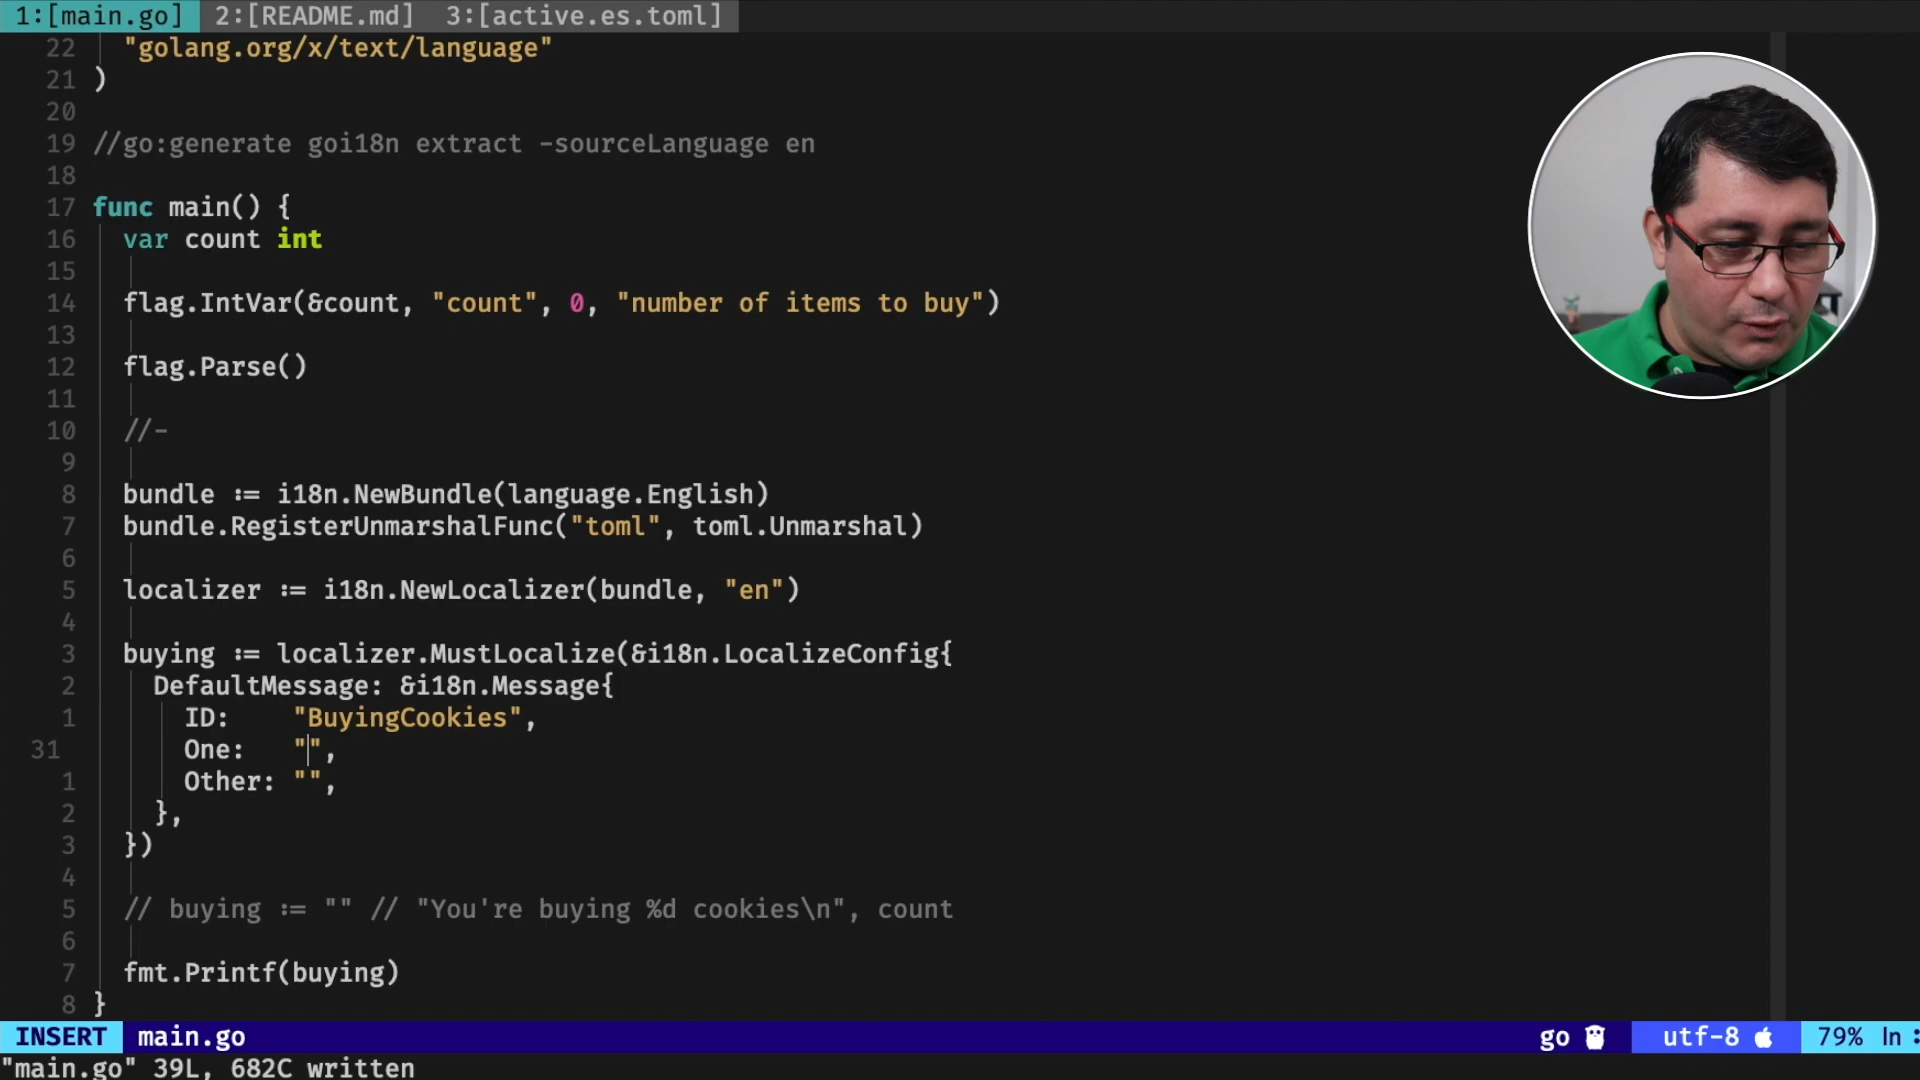 1:[main.go] 2:[README.md] 3:[active.es.toml]
22 "golang.org/x/text/language"
21 )
20
19 //go:generate goi18n extract -sourceLanguage en
18
17 func main() {
16 var count int
15
14 flag.IntVar(&count, "count", 0, "number of items to buy")
13
12 flag.Parse()
11
10 //-
9
8 bundle := i18n.NewBundle(language.English)
7 bundle.RegisterUnmarshalFunc("toml", toml.Unmarshal)
6
5 localizer := i18n.NewLocalizer(bundle, "en")
4
3 buying := localizer.MustLocalize(&i18n.LocalizeConfig{
2 DefaultMessage: &i18n.Message{
1 ID: "BuyingCookies",
31 One: "",
1 Other: "",
2 },
3 })
4
5 // buying := "" // "You're buying %d cookies\n", count
6
7 fmt.Printf(buying)
8 }
INSERT main.go go utf-8 79% ln :
"main.go" 39L, 682C written